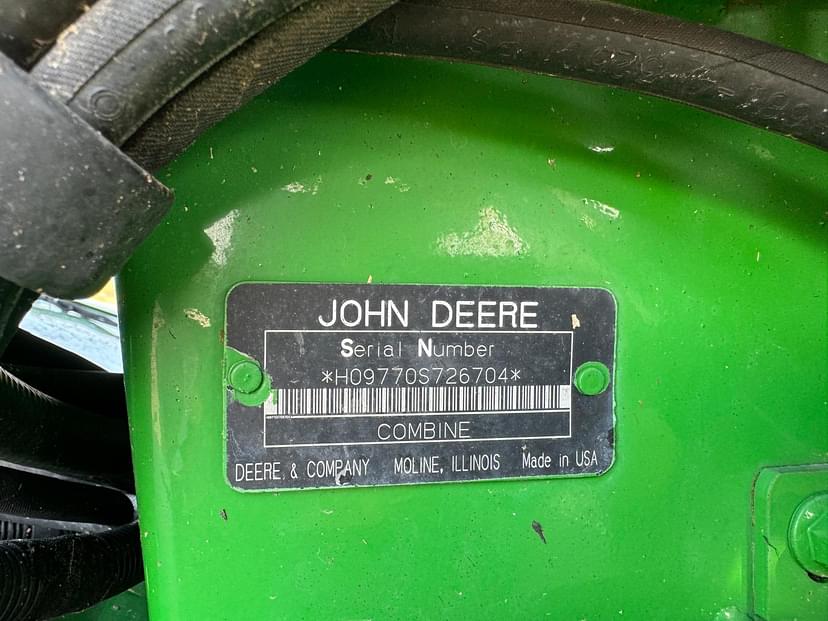 JOHN DEERE
Serial Number
*H09770S726704*
COMBINE
DEERE & COMPANY MOLINE, ILLINOIS Made in USA